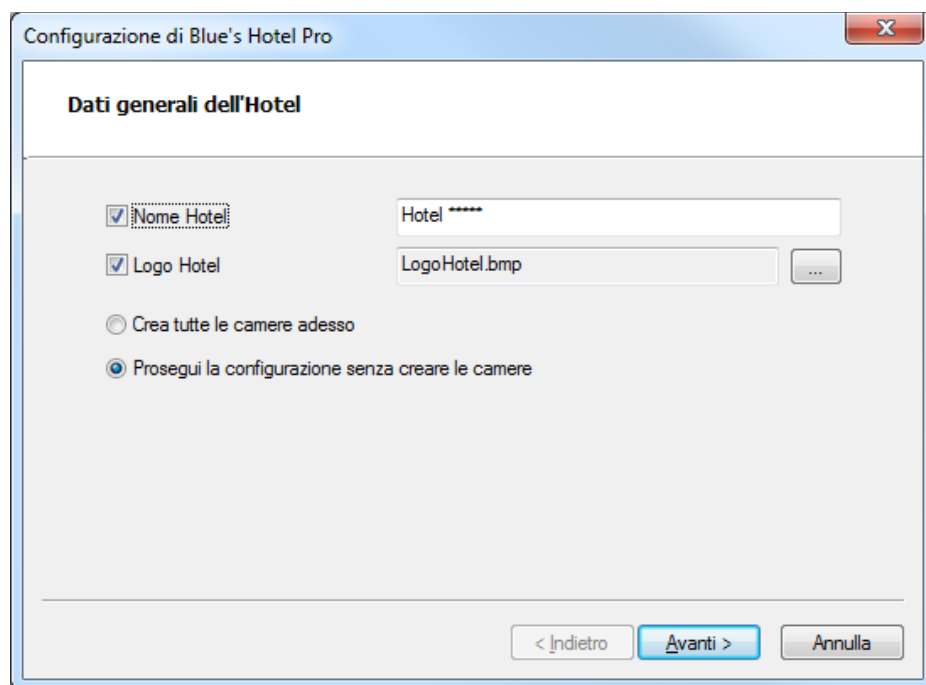 Configurazione di Blue's Hotel Pro
Dati generali dell'Hotel
Nome Hotel Hotel *****
Logo Hotel LogoHotel.bmp ...
Crea tutte le camere adesso
Prosegui la configurazione senza creare le camere
< Indietro Avanti > Annulla